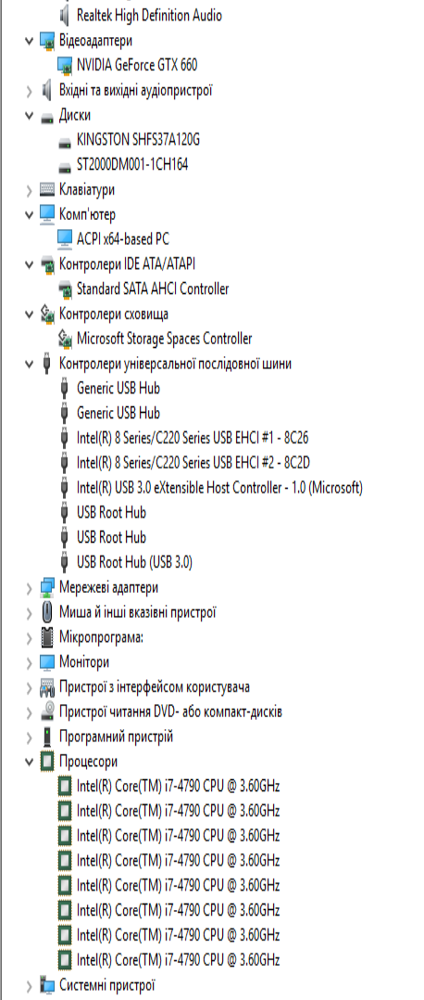 Realtek High Definition Audio
Відеоадаптери
NVIDIA GeForce GTX 660
Вхідні та вихідні аудіопристрої
Диски
KINGSTON SHFS37A120G
ST2000DM001-1CH164
Клавіатури
Комп'ютер
ACPI x64-based PC
Контролери IDE ATA/ATAPI
Standard SATA AHCI Controller
Контролери сховища
Microsoft Storage Spaces Controller
Контролери універсальної послідовної шини
Generic USB Hub
Generic USB Hub
Intel(R) 8 Series/C220 Series USB EHCI #1 - 8C26
Intel(R) 8 Series/C220 Series USB EHCI #2 - 8C2D
Intel(R) USB 3.0 eXtensible Host Controller - 1.0 (Microsoft)
USB Root Hub
USB Root Hub
USB Root Hub (USB 3.0)
Мережеві адаптери
Миша й інші вказівні пристрої
Мікропрограма:
Монітори
Пристрої з інтерфейсом користувача
Пристрої читання DVD- або компакт-дисків
Програмний пристрій
Процесори
Intel(R) Core(TM) i7-4790 CPU @ 3.60GHz
Intel(R) Core(TM) i7-4790 CPU @ 3.60GHz
Intel(R) Core(TM) i7-4790 CPU @ 3.60GHz
Intel(R) Core(TM) i7-4790 CPU @ 3.60GHz
Intel(R) Core(TM) i7-4790 CPU @ 3.60GHz
Intel(R) Core(TM) i7-4790 CPU @ 3.60GHz
Intel(R) Core(TM) i7-4790 CPU @ 3.60GHz
Intel(R) Core(TM) i7-4790 CPU @ 3.60GHz
Системні пристрої